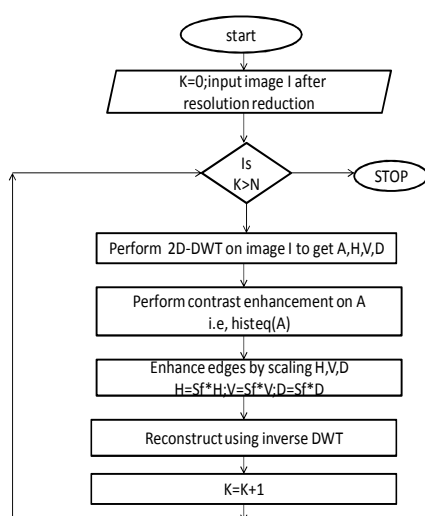 start
K=0;input image I after
resolution reduction
Is
K>N
STOP
Perform 2D-DWT on image I to get A,H,V,D
Perform contrast enhancement on A
i.e, histeq(A)
Enhance edges by scaling H,V,D
H=Sf*H;V=Sf*V;D=Sf*D
Reconstruct using inverse DWT
K=K+1